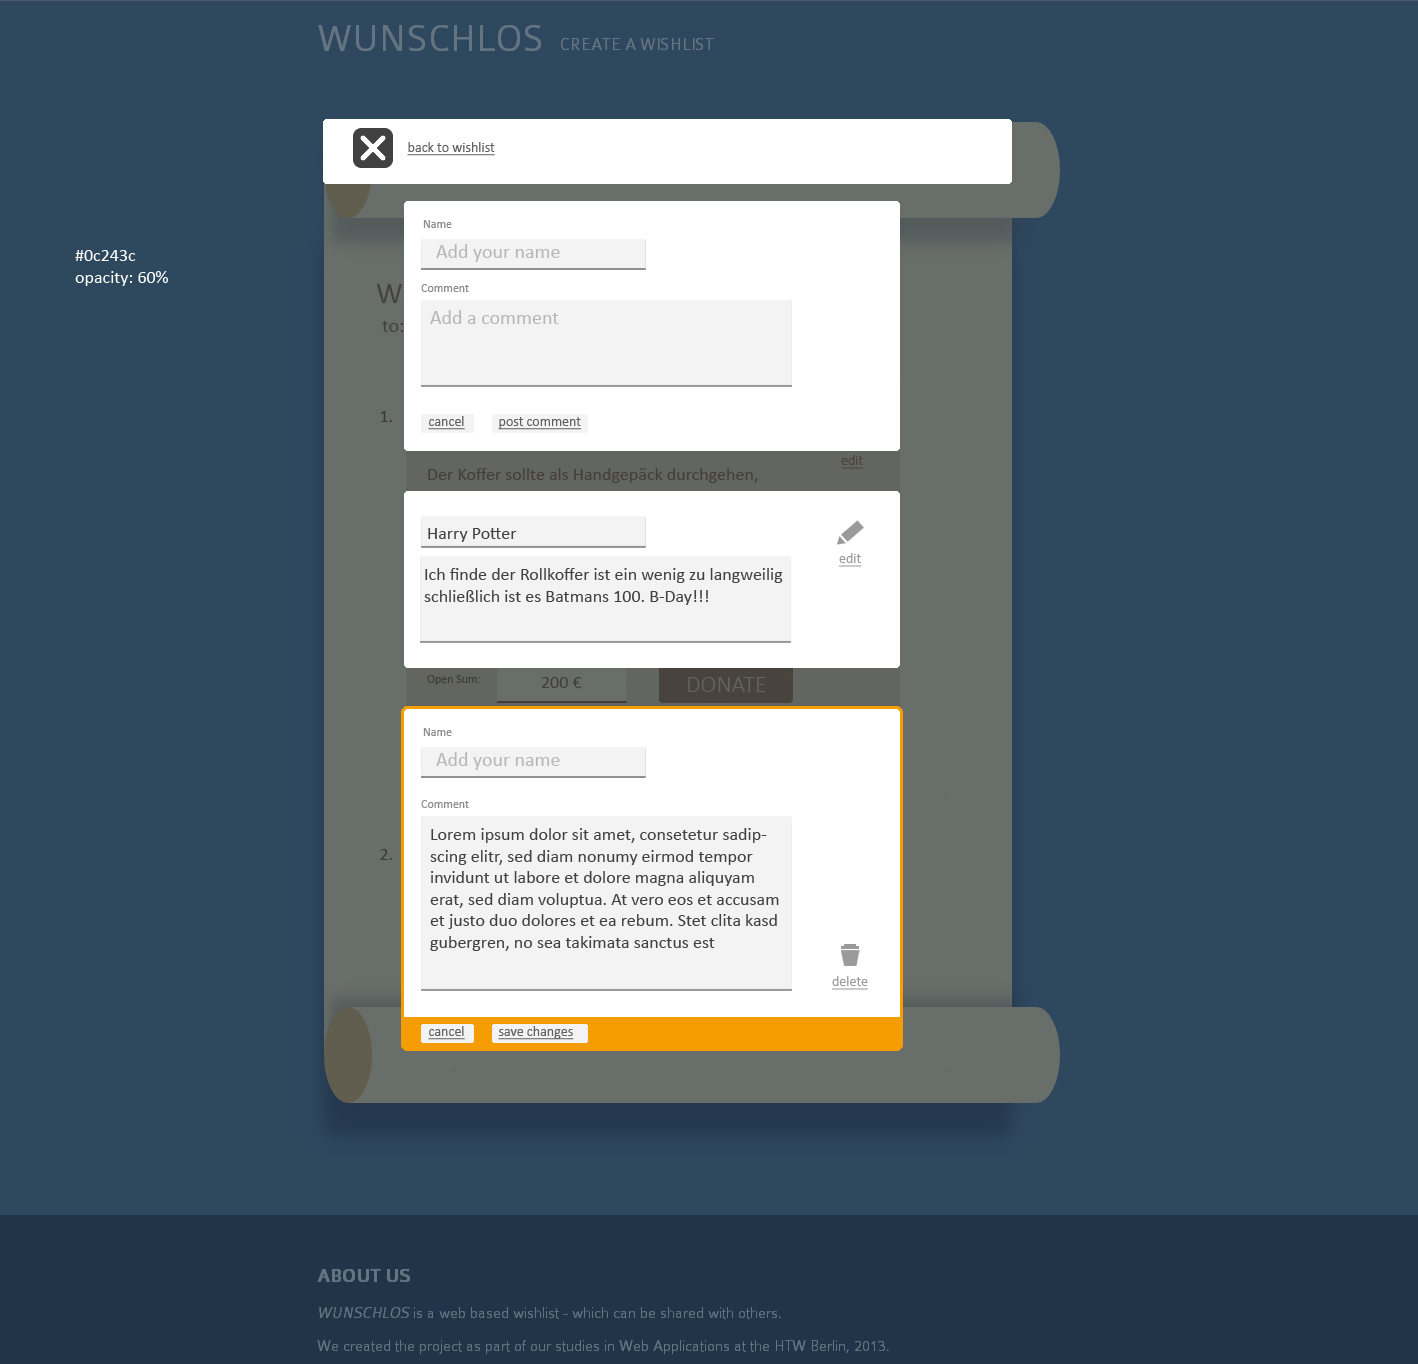 WUNSCHLOS CREATE A WISHLIST
back to wishlist
#0c243c
opacity: 60%
Name
Add your name
Comment
W
Add a comment
to:
1.
cancel post comment
edit
Der Koffer sollte als Handgepäck durchgehen,
Harry Potter
edit
Ich finde der Rollkoffer ist ein wenig zu langweilig
schließlich ist es Batmans 100. B-Day!!!
Open Sum: 200 € DONATE
Name
Add your name
Comment
Lorem ipsum dolor sit amet, consetetur sadip-
2.
scing elitr, sed diam nonumy eirmod tempor
invidunt ut labore et dolore magna aliquyam
erat, sed diam voluptua. At vero eos et accusam
et justo duo dolores et ea rebum. Stet clita kasd
gubergren, no sea takimata sanctus est
delete
cancel save changes
ABOUT US
WUNSCHLOS is a web based wishlist - which can be shared with others.
We created the project as part of our studies in Web Applications at the HTW Berlin, 2013.